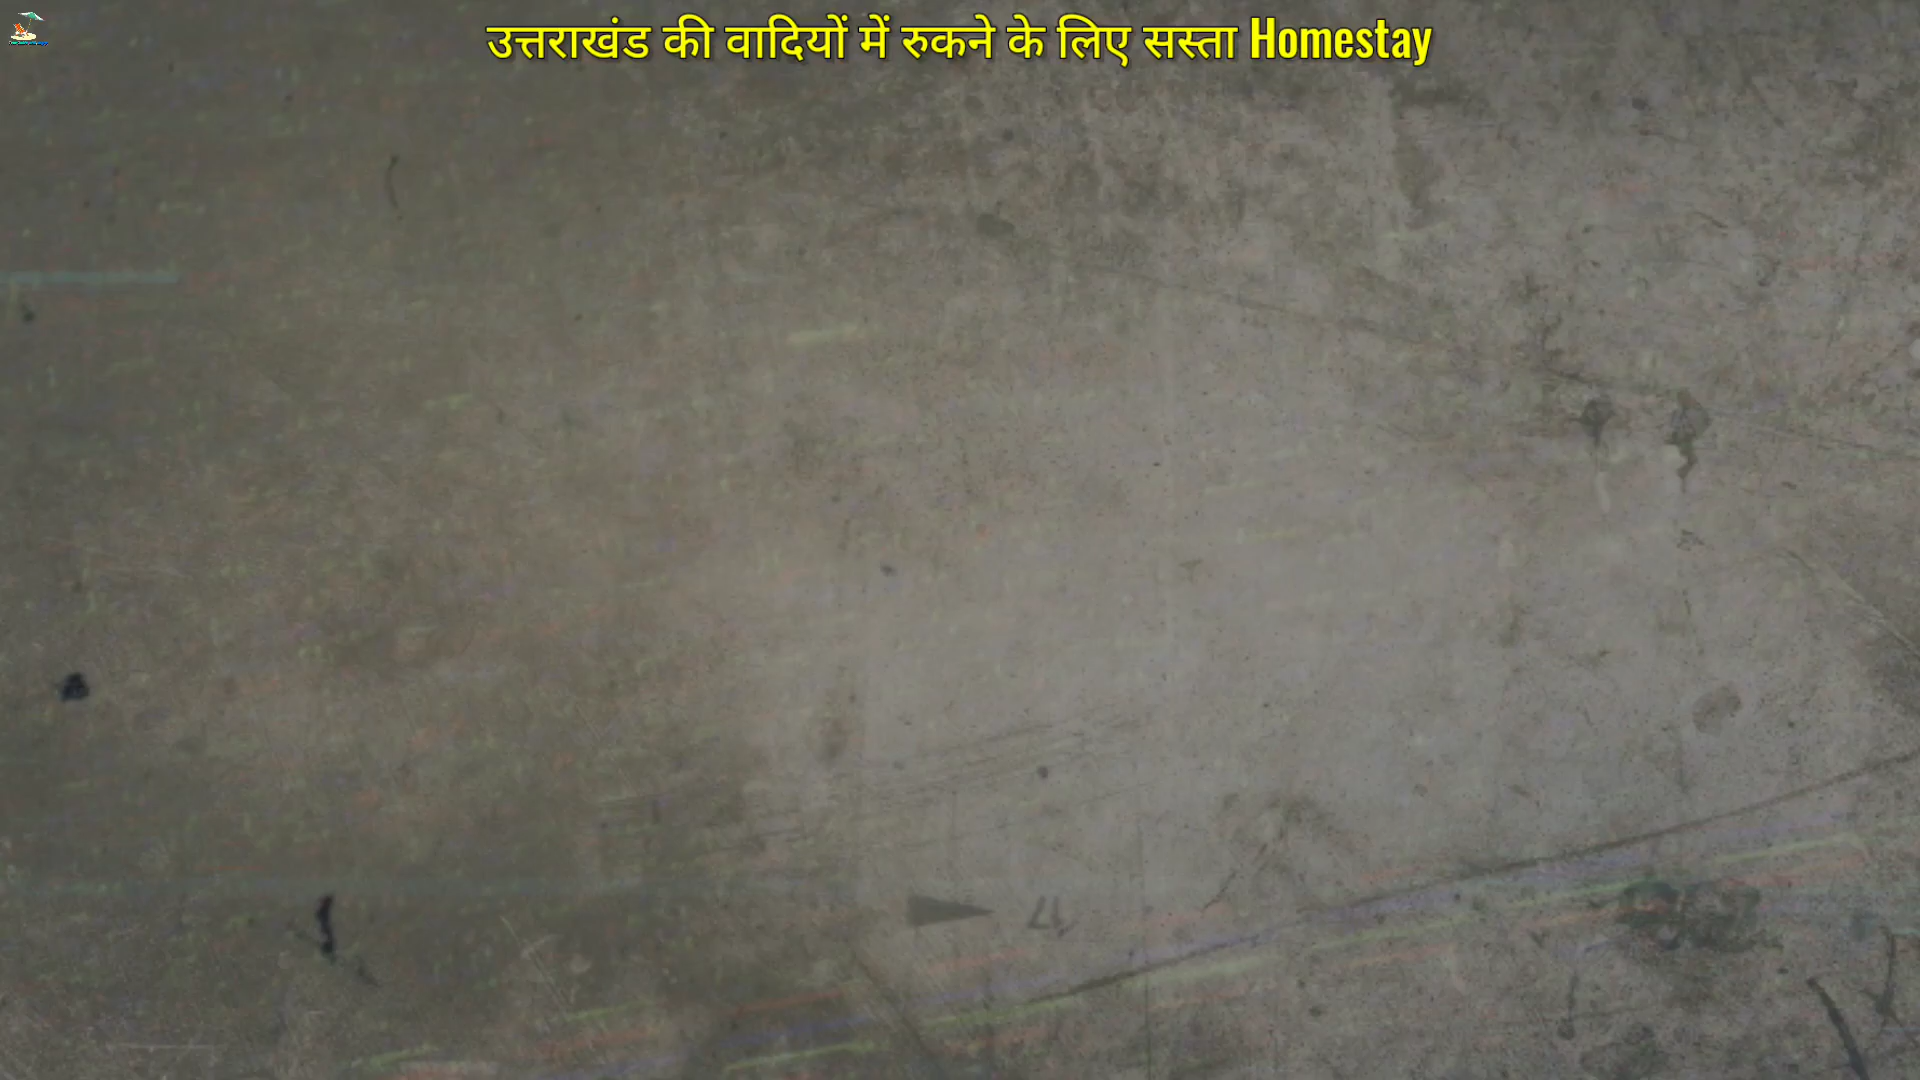 उत्तराखंड की वादियों में रुकने के लिए सस्ता Homestay